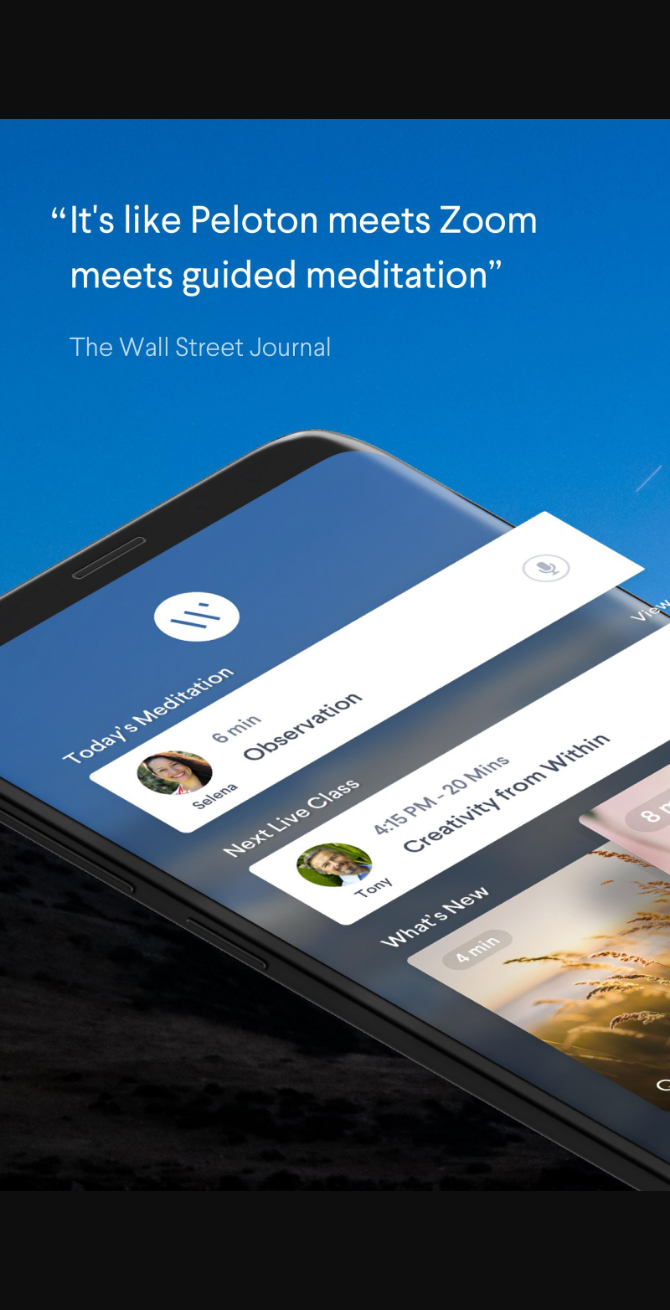 “It's like Peloton meets Zoom
meets guided meditation”
The Wall Street Journal
Today's Meditation
6 min
Observation
Selena
View
Next Live Class
4:15 PM - 20 Mins
Creativity from Within
Tony
8
What's New
4 min